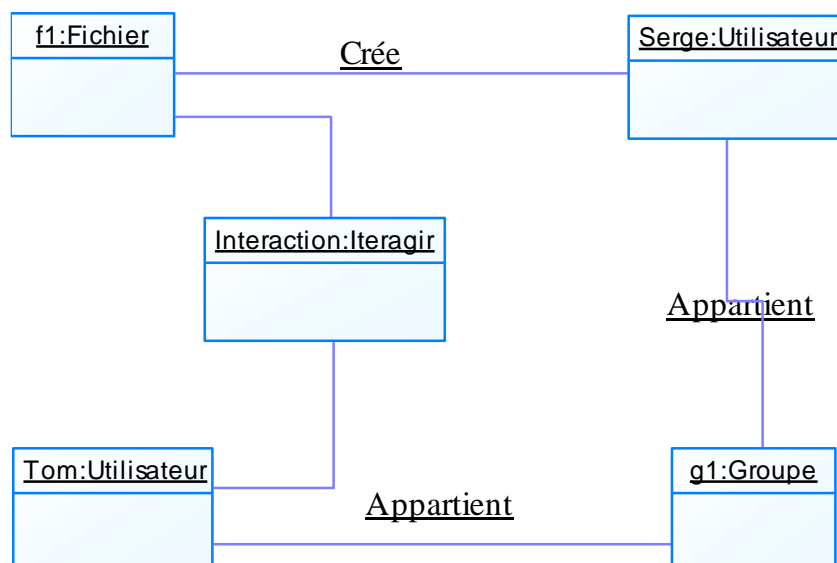 f1:Fichier
Crée
Serge:Utilisateur
Interaction:Iteragir
Appartient
Tom:Utilisateur
Appartient
g1:Groupe